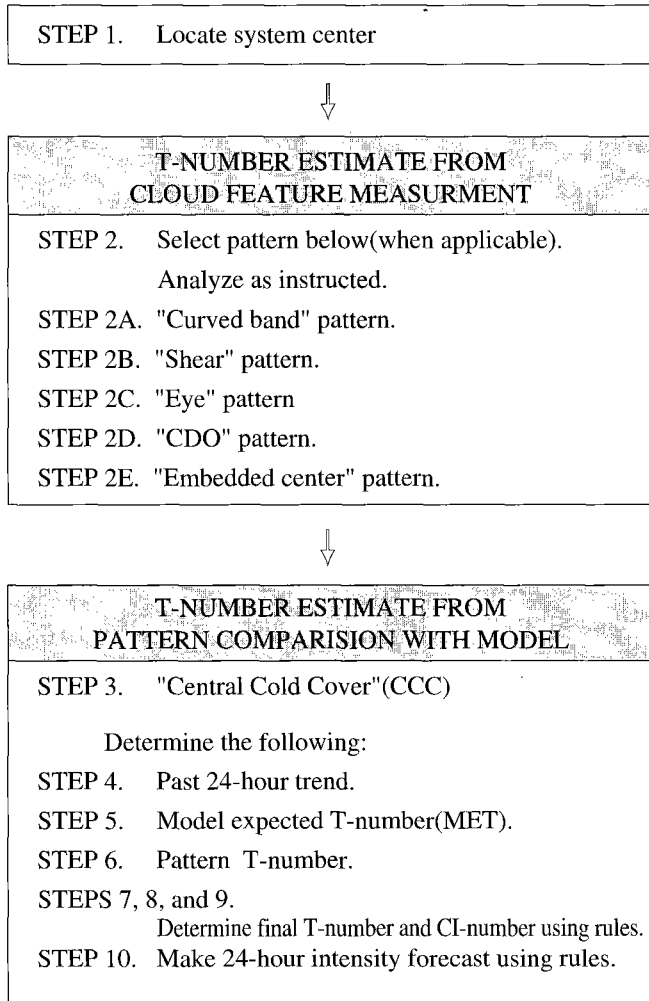 STEP 1. Locate system center
T-NUMBER ESTIMATE FROM
CLOUD FEATURE MEASURMENT
STEP 2. Select pattern below(when applicable).
Analyze as instructed.
STEP 2A. "Curved band" pattern.
STEP 2B. "Shear" pattern.
STEP 2C. "Eye" pattern
STEP 2D. "CDO" pattern.
STEP 2E. "Embedded center" pattern.
T-NUMBER ESTIMATE FROM
PATTERN COMPARISION WITH MODEL
STEP 3. "Central Cold Cover"(CCC)
Determine the following:
STEP 4. Past 24-hour trend.
STEP 5. Model expected T-number(MET).
STEP 6. Pattern T-number.
STEPS 7, 8, and 9.
Determine final T-number and CI-number using rules.
STEP 10. Make 24-hour intensity forecast using rules.